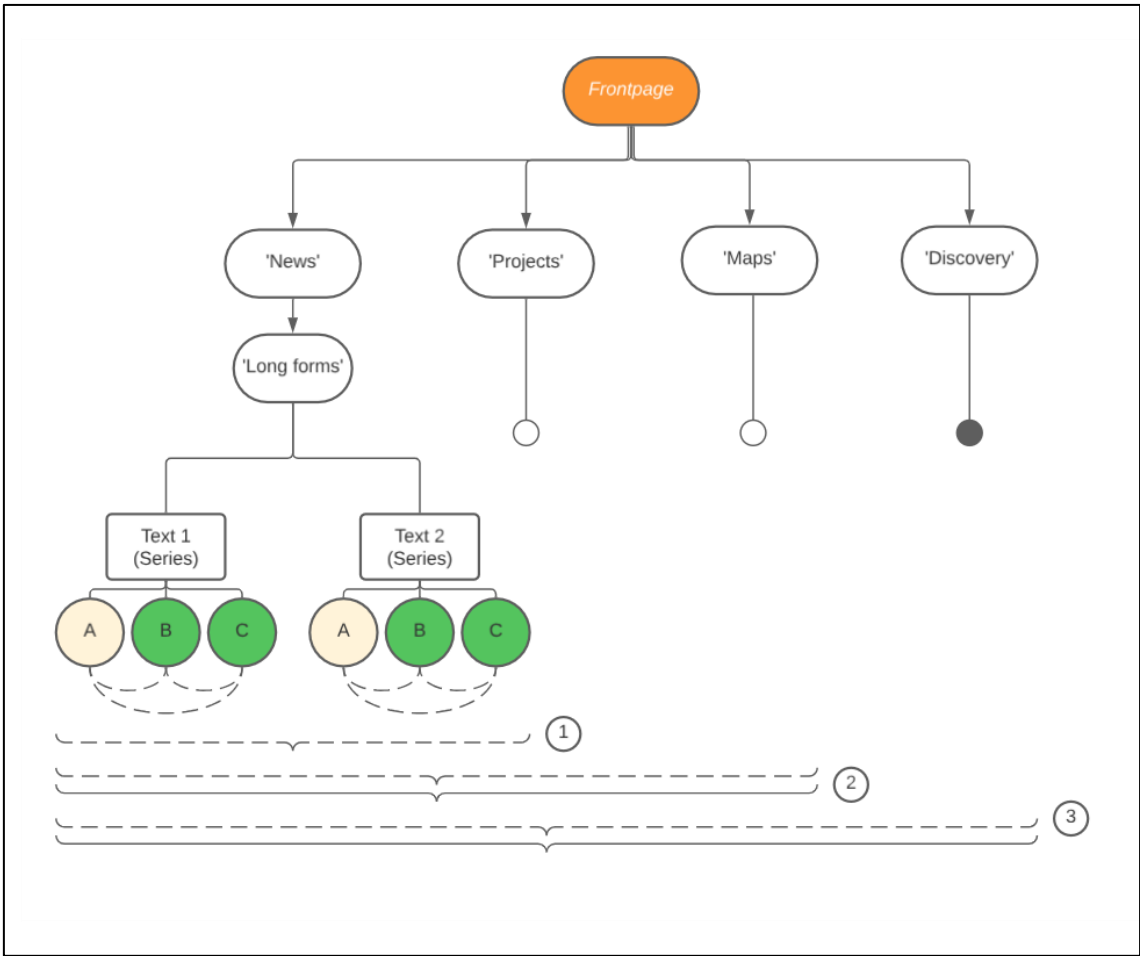 Frontpage
'News'
'Projects'
'Maps'
'Discovery'
'Long forms'
Text 1
(Series)
Text 2
(Series)
A
B
C
A
B
C
1
2
3